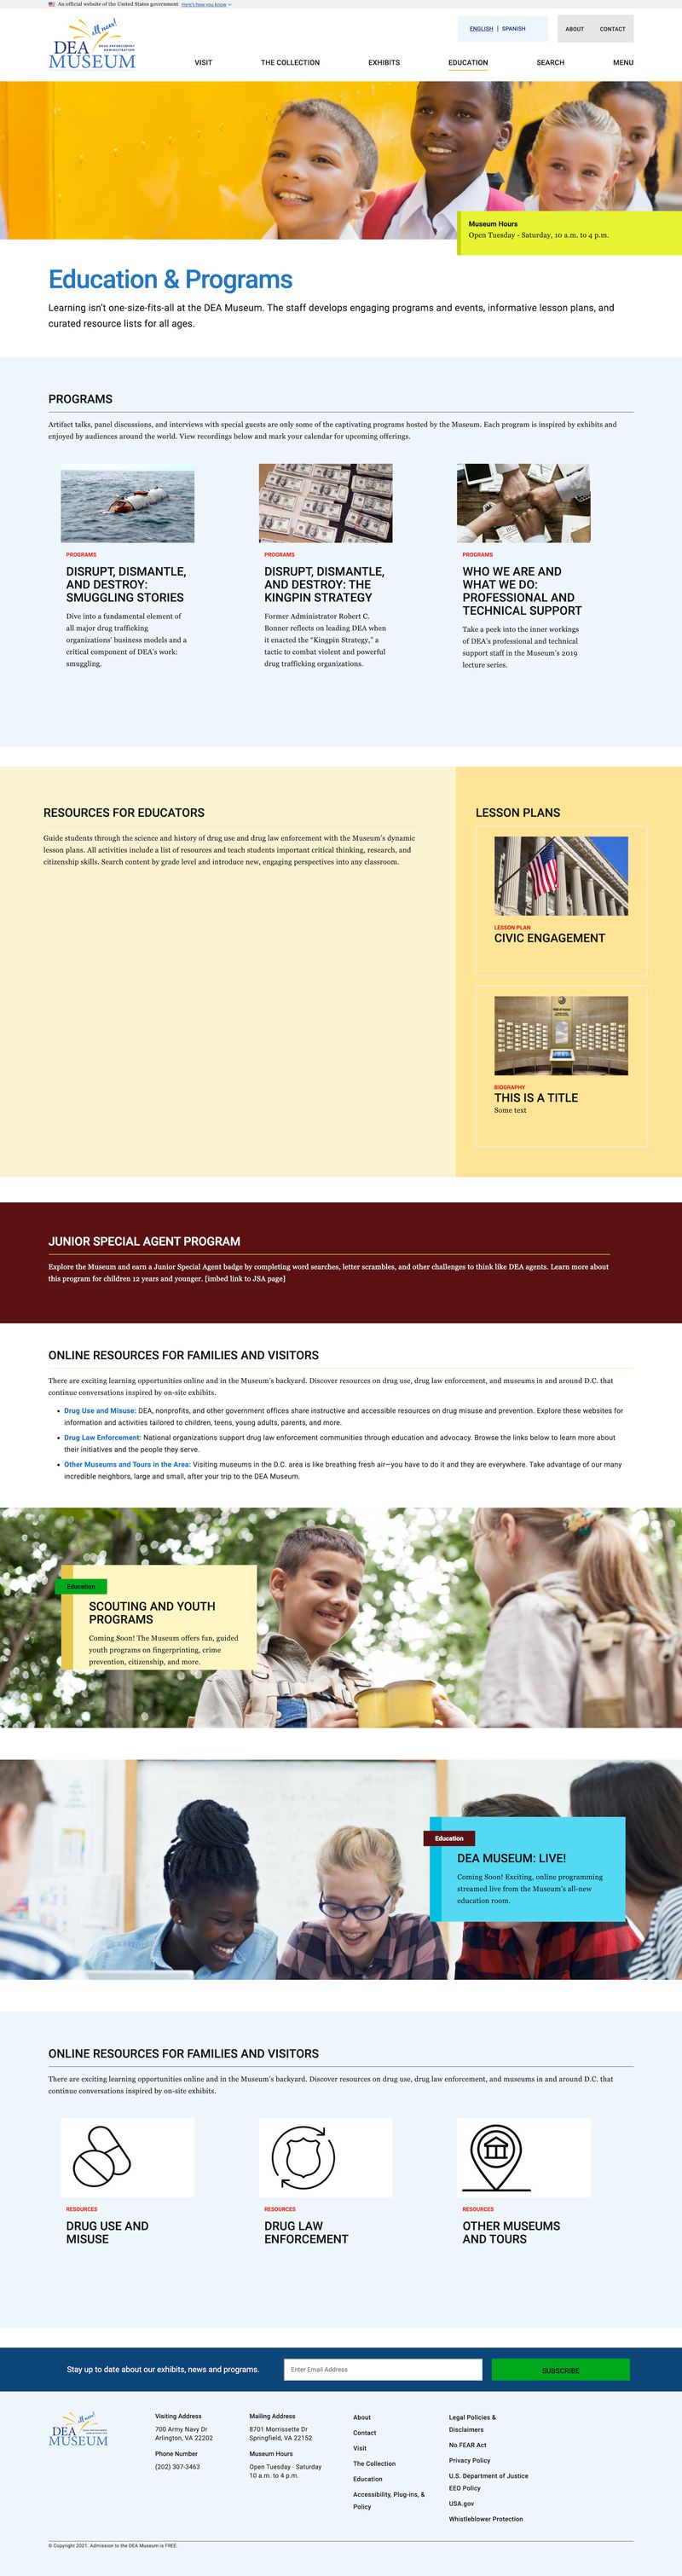 An official website of the United States government Here's how you know
all new!
DEA
DRUG ENFORCEMENT
ADMINISTRATION
MUSEUM
ENGLISH | SPANISH
ABOUT CONTACT
VISIT THE COLLECTION EXHIBITS EDUCATION SEARCH MENU
Museum Hours
Open Tuesday - Saturday, 10 a.m. to 4 p.m.
Education & Programs
Learning isn't one-size-fits-all at the DEA Museum. The staff develops engaging programs and events, informative lesson plans, and
curated resource lists for all ages.
PROGRAMS
Artifact talks, panel discussions, and interviews with special guests are only some of the captivating programs hosted by the Museum. Each program is inspired by exhibits and
enjoyed by audiences around the world. View recordings below and mark your calendar for upcoming offerings.
PROGRAMS
DISRUPT, DISMANTLE,
AND DESTROY:
SMUGGLING STORIES
Dive into a fundamental element of
all major drug trafficking
organizations' business models and a
critical component of DEA's work:
smuggling.
PROGRAMS
DISRUPT, DISMANTLE,
AND DESTROY: THE
KINGPIN STRATEGY
Former Administrator Robert C.
Bonner reflects on leading DEA when
it enacted the "Kingpin Strategy," a
tactic to combat violent and powerful
drug trafficking organizations.
PROGRAMS
WHO WE ARE AND
WHAT WE DO:
PROFESSIONAL AND
TECHNICAL SUPPORT
Take a peek into the inner workings
of DEA's professional and technical
support staff in the Museum's 2019
lecture series.
RESOURCES FOR EDUCATORS
Guide students through the science and history of drug use and drug law enforcement with the Museum's dynamic
lesson plans. All activities include a list of resources and teach students important critical thinking, research, and
citizenship skills. Search content by grade level and introduce new, engaging perspectives into any classroom.
LESSON PLANS
LESSON PLAN
CIVIC ENGAGEMENT
BIOGRAPHY
THIS IS A TITLE
Some text
JUNIOR SPECIAL AGENT PROGRAM
Explore the Museum and earn a Junior Special Agent badge by completing word searches, letter scrambles, and other challenges to think like DEA agents. Learn more about
this program for children 12 years and younger. [imbed link to JSA page]
ONLINE RESOURCES FOR FAMILIES AND VISITORS
There are exciting learning opportunities online and in the Museum's backyard. Discover resources on drug use, drug law enforcement, and museums in and around D.C. that
continue conversations inspired by on-site exhibits.
• Drug Use and Misuse: DEA, nonprofits, and other government offices share instructive and accessible resources on drug misuse and prevention. Explore these websites for
information and activities tailored to children, teens, young adults, parents, and more.
• Drug Law Enforcement: National organizations support drug law enforcement communities through education and advocacy. Browse the links below to learn more about
their initiatives and the people they serve.
• Other Museums and Tours in the Area: Visiting museums in the D.C. area is like breathing fresh air—you have to do it and they are everywhere. Take advantage of our many
incredible neighbors, large and small, after your trip to the DEA Museum.
Education
SCOUTING AND YOUTH
PROGRAMS
Coming Soon! The Museum offers fun, guided
youth programs on fingerprinting, crime
prevention, citizenship, and more.
Education
DEA MUSEUM: LIVE!
Coming Soon! Exciting, online programming
streamed live from the Museum's all-new
education room.
ONLINE RESOURCES FOR FAMILIES AND VISITORS
There are exciting learning opportunities online and in the Museum's backyard. Discover resources on drug use, drug law enforcement, and museums in and around D.C. that
continue conversations inspired by on-site exhibits.
RESOURCES
DRUG USE AND
MISUSE
RESOURCES
DRUG LAW
ENFORCEMENT
RESOURCES
OTHER MUSEUMS
AND TOURS
Stay up to date about our exhibits, news and programs.
Enter Email Address
SUBSCRIBE
all new!
DEA
MUSEUM
Visiting Address
700 Army Navy Dr
Arlington, VA 22202
Phone Number
(202) 307-3463
Mailing Address
8701 Morrissette Dr
Springfield, VA 22152
Museum Hours
Open Tuesday - Saturday
10 a.m. to 4 p.m.
About
Contact
Visit
The Collection
Education
Accessibility, Plug-ins, &
Policy
Legal Policies &
Disclaimers
No FEAR Act
Privacy Policy
U.S. Department of Justice
EEO Policy
USA.gov
Whistleblower Protection
© Copyright 2021. Admission to the DEA Museum is FREE.